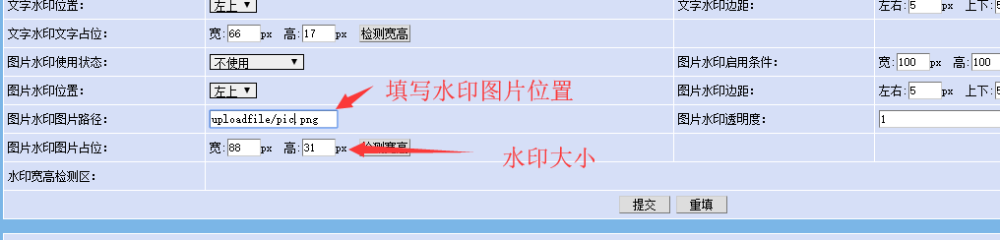 文字水印位置: 左上 文字水印边距: 左右:5 px 上下:5
文字水印文字占位: 宽:66 px 高:17 px 检测宽高
图片水印使用状态: 不使用 图片水印启用条件: 宽:100 px 高:100
图片水印位置: 左上 图片水印边距: 左右:5 px 上下:5
填写水印图片位置
图片水印图片路径: uploadfile/pic.png 图片水印透明度: 1
图片水印图片占位: 宽:88 px 高:31 px 检测宽高
水印大小
水印宽高检测区:
提交 重填